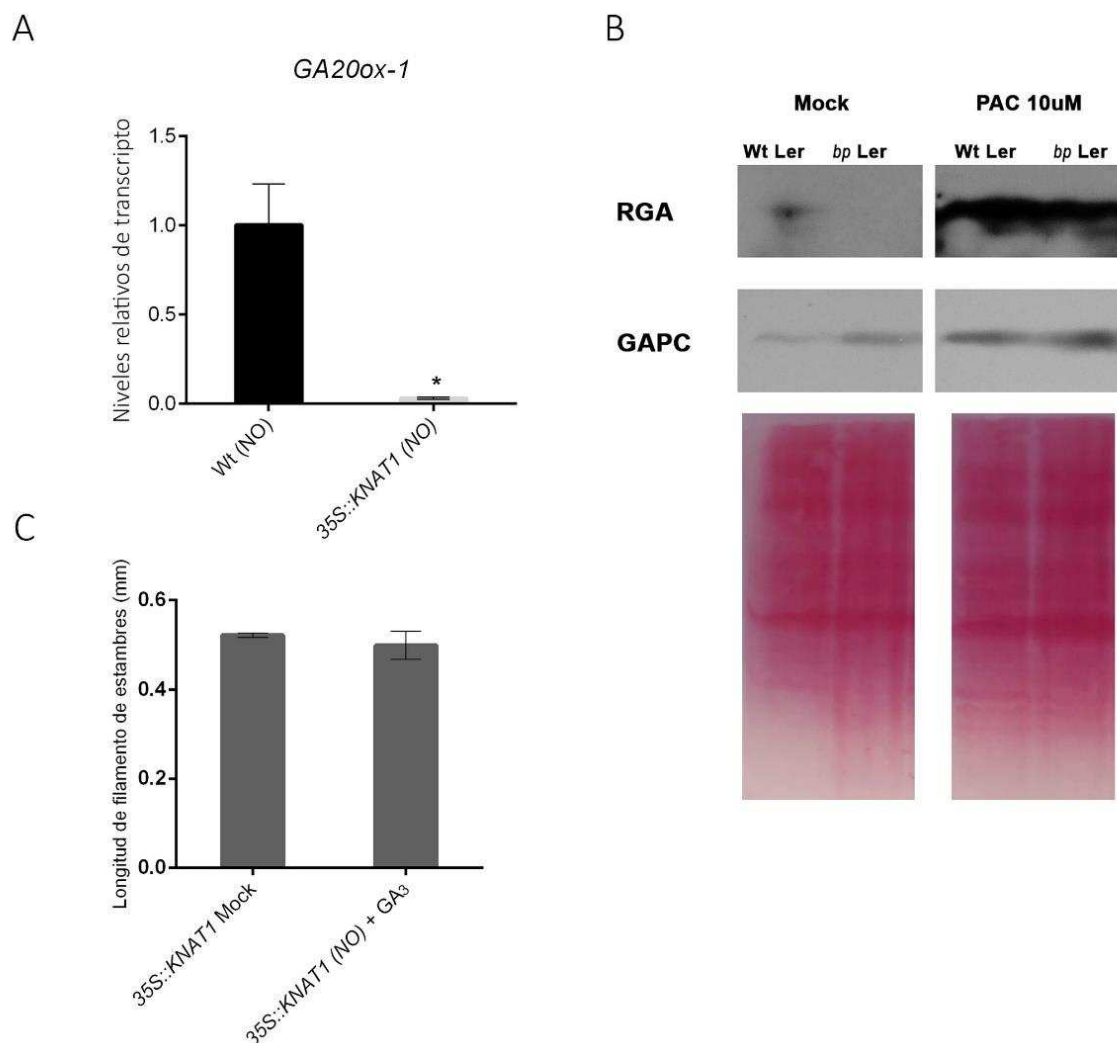 A
GA20ox-1
Niveles relativos de transcripto
1.5
1.0
0.5
0.0
*
Wt (NO)
35S::KNAT1 (NO)
B
Mock
PAC 10uM
Wt Ler
bp Ler
Wt Ler
bp Ler
RGA
GAPC
C
Longitud de filamento de estambres (mm)
0.6
0.4
0.2
0.0
35S::KNAT1 Mock
35S::KNAT1 (NO) + GA3